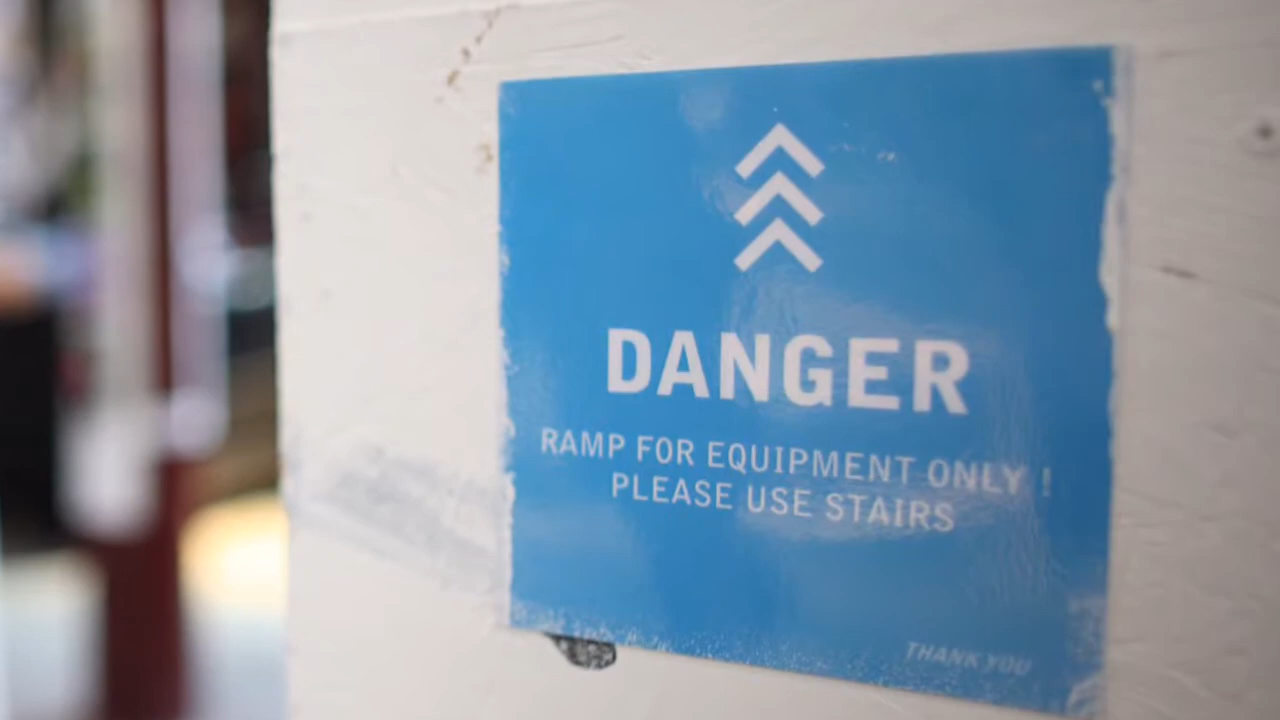 DANGER
RAMP FOR EQUIPMENT ONLY !
PLEASE USE STAIRS
THANK YOU